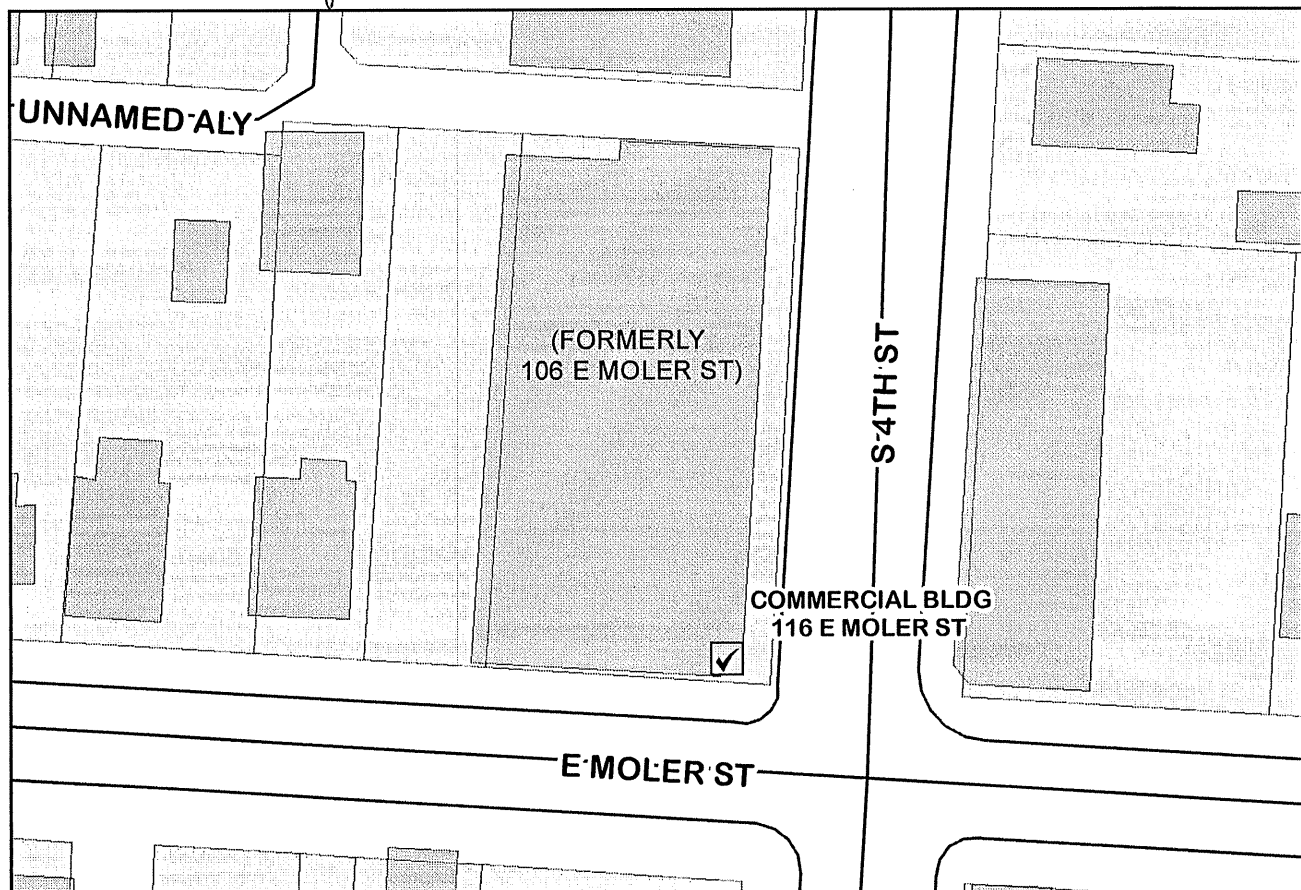 UNNAMED ALY
(FORMERLY
106 E MOLER ST)
S 4TH ST
COMMERCIAL BLDG
116 E MOLER ST
E MOLER ST